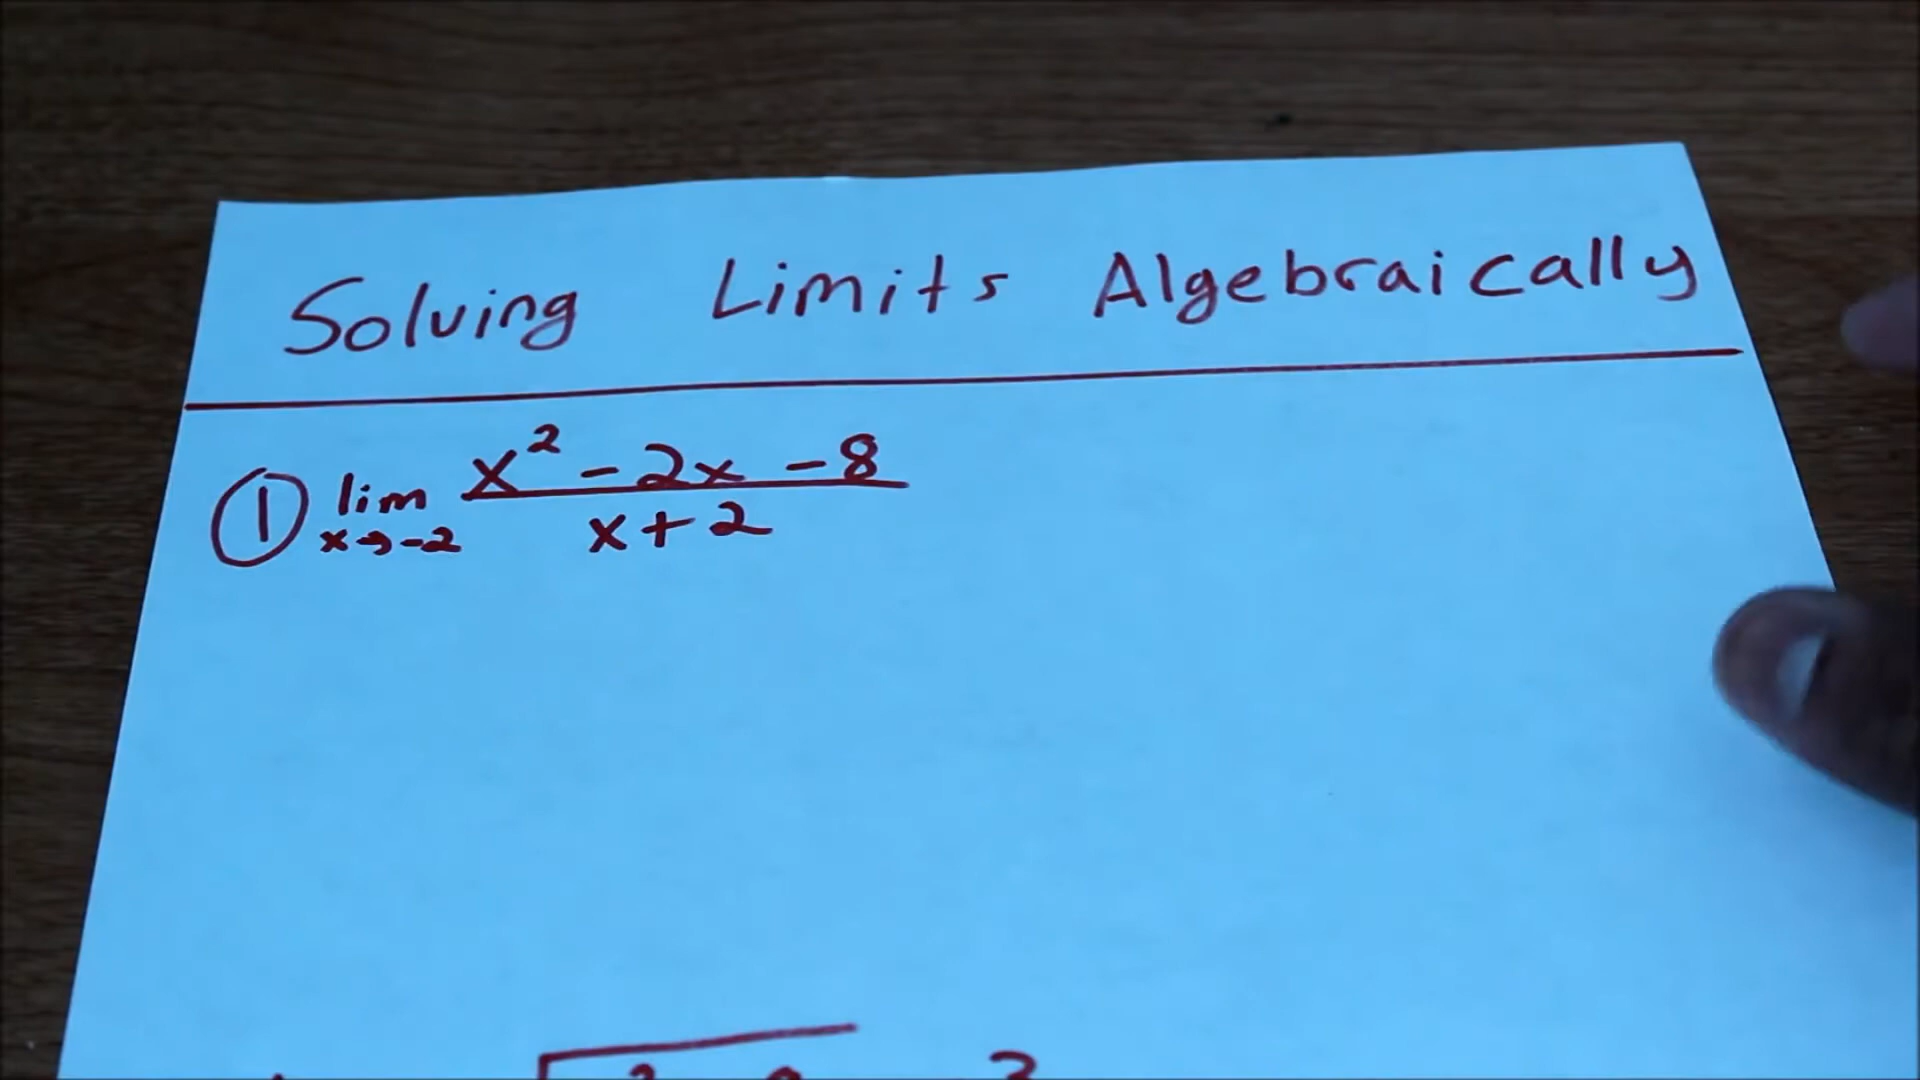 Solving Limits Algebraically
① lim x→-2 (x² - 2x - 8)/(x + 2)